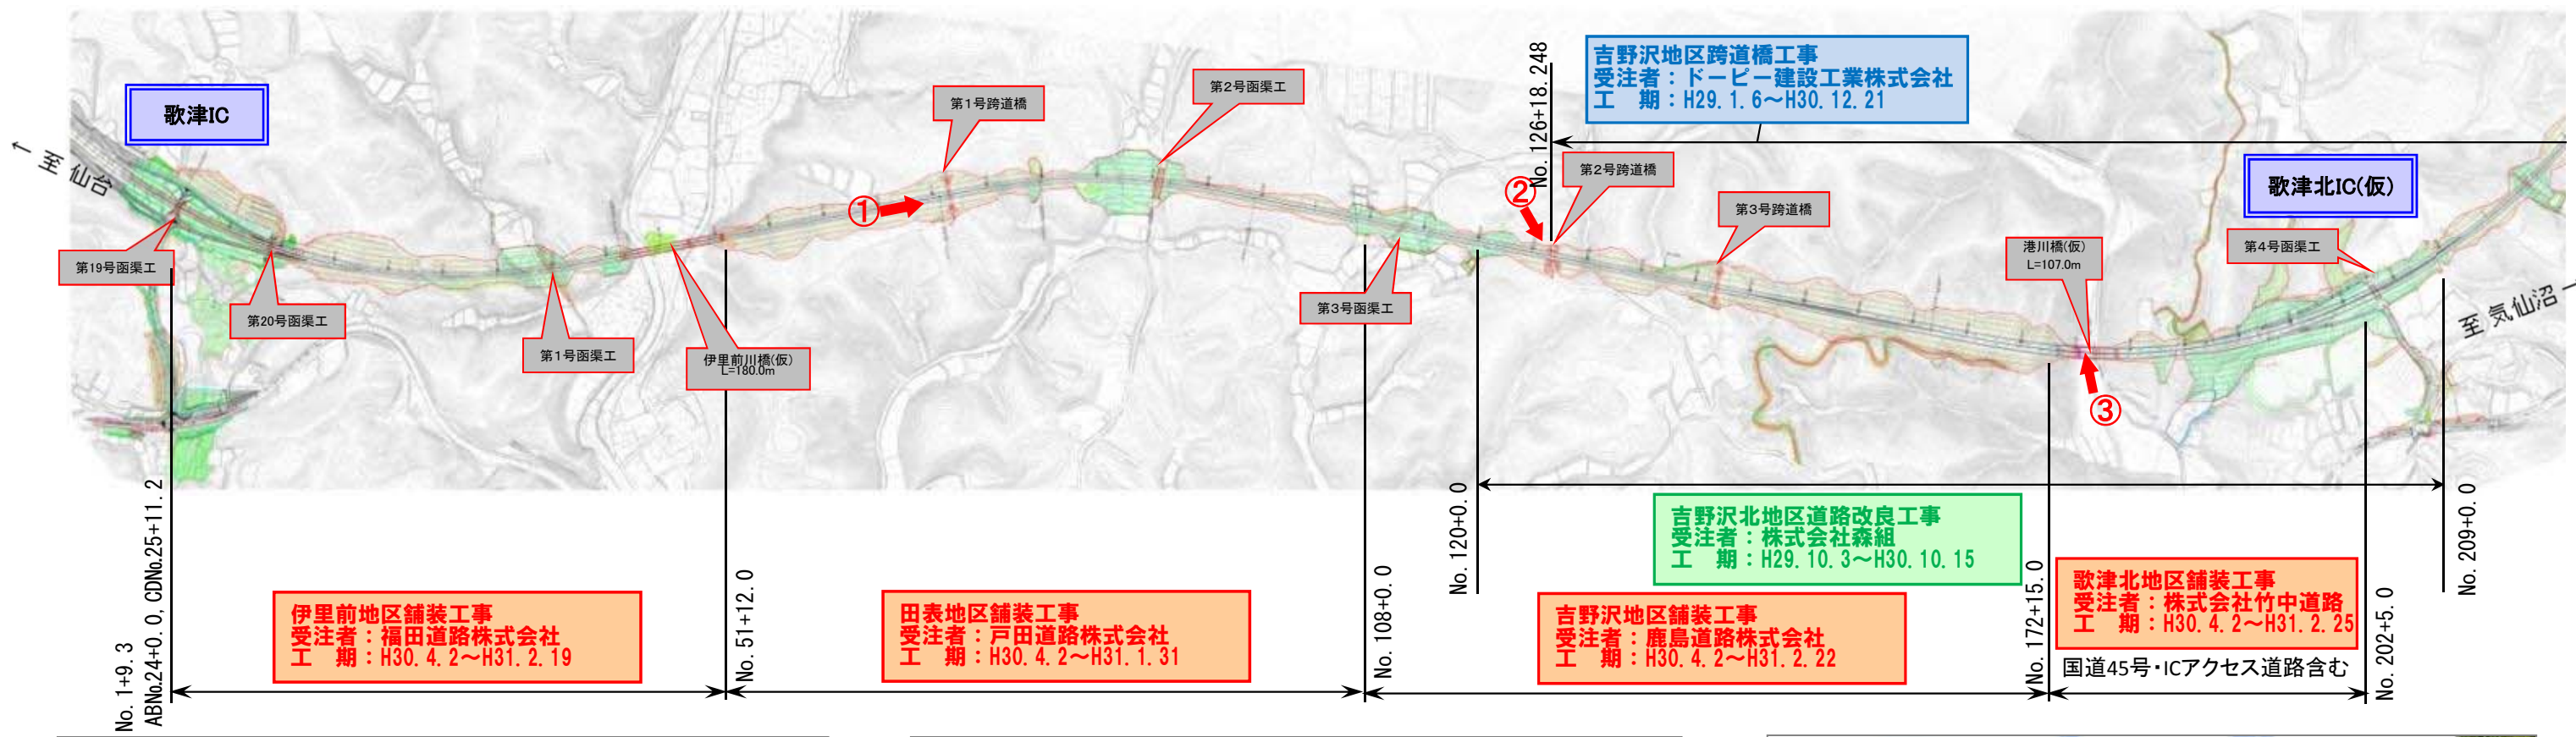 吉野沢地区跨道橋工事
受注者：ドーピー建設工業株式会社
工　期：H29.1.6～H30.12.21
No.126+18.248
歌津IC
← 至 仙台
第1号跨道橋
第2号函渠工
第2号跨道橋
第3号跨道橋
歌津北IC(仮)
①
②
③
第19号函渠工
第20号函渠工
第1号函渠工
伊里前川橋(仮)
L=180.0m
第3号函渠工
港川橋(仮)
L=107.0m
第4号函渠工
至 気仙沼 →
吉野沢北地区道路改良工事
受注者：株式会社森組
工　期：H29.10.3～H30.10.15
No.120+0.0
No.209+0.0
No.1+9.3
ABNo.24+0.0,CDNo.25+11.2
伊里前地区舗装工事
受注者：福田道路株式会社
工　期：H30.4.2～H31.2.19
No.51+12.0
田表地区舗装工事
受注者：戸田道路株式会社
工　期：H30.4.2～H31.1.31
No.108+0.0
吉野沢地区舗装工事
受注者：鹿島道路株式会社
工　期：H30.4.2～H31.2.22
No.172+15.0
歌津北地区舗装工事
受注者：株式会社竹中道路
工　期：H30.4.2～H31.2.25
国道45号・ICアクセス道路含む
No.202+5.0